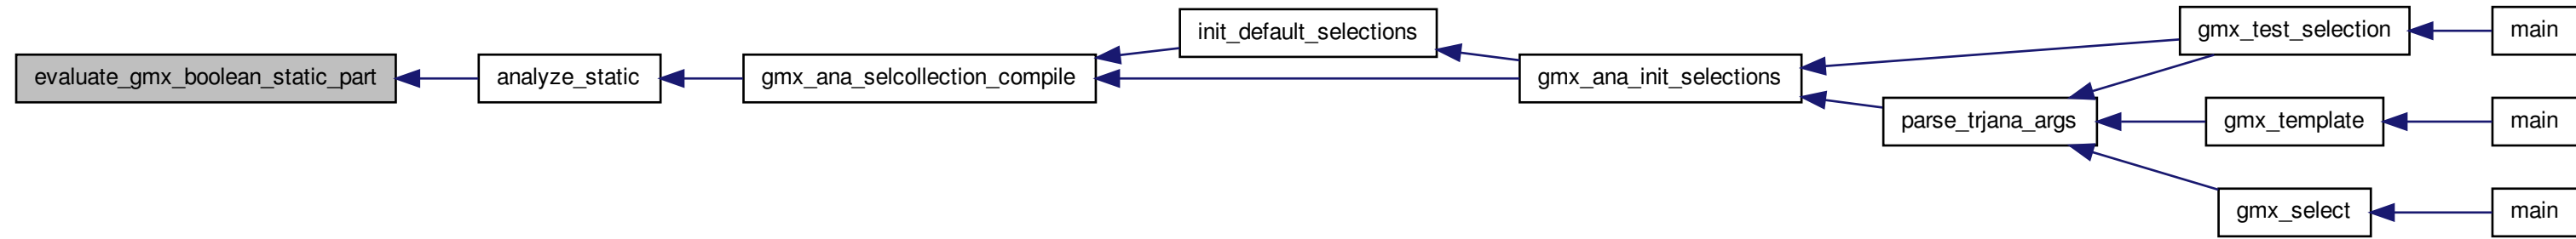 evaluate_gmx_boolean_static_part
analyze_static
gmx_ana_selcollection_compile
init_default_selections
gmx_ana_init_selections
gmx_test_selection
main
parse_trjana_args
gmx_template
main
gmx_select
main